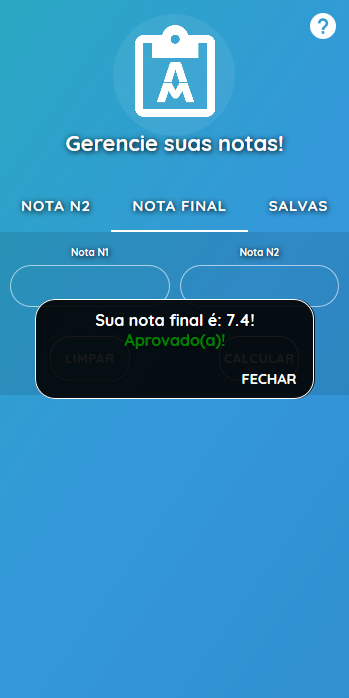 ?
AM
Gerencie suas notas!
NOTA N2 NOTA FINAL SALVAS
Nota N1 Nota N2
Sua nota final é: 7.4!
Aprovado(a)!
LIMPAR CALCULAR
FECHAR